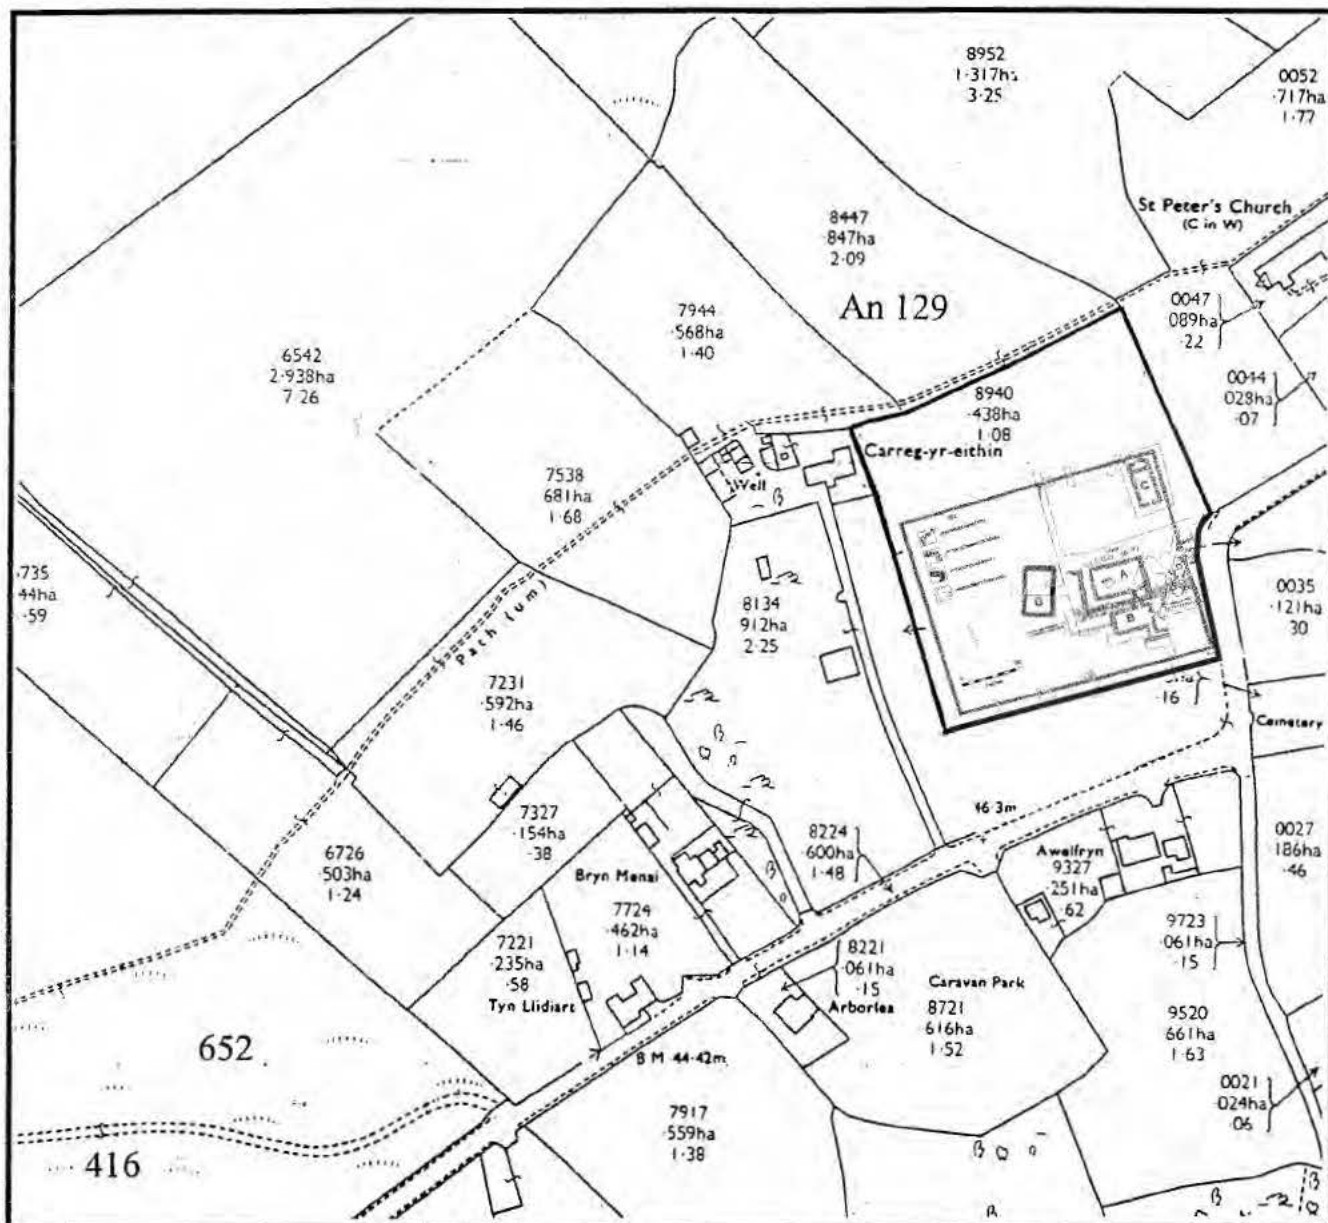 8952
1·317ha
3·25
0052
·717ha
1·77
St Peter's Church
(C in W)
8447
·847ha
2·09
An 129
0047
089ha
·22
7944
·568ha
1·40
6542
2·938ha
7·26
0044
028ha
·07
8940
·438ha
1·08
Carreg-yr-eithin
7538
681ha
1·68
Well
C
A
B
G
735
44ha
·59
Path (um)
8134
912ha
2·25
0035
·121ha
30
7231
·592ha
1·46
·16
Cemetery
46·3m
7327
·154ha
·38
8224
·600ha
1·48
Awelfryn
9327
·251ha
·62
0027
·186ha
·46
6726
·503ha
1·24
Bryn Menai
7724
·462ha
1·14
9723
·061ha
·15
7221
·235ha
·58
Tyn Llidiart
8221
·061ha
·15
Arborlea
Caravan Park
8721
616ha
1·52
9520
661ha
1·63
652
B M 44·42m
0021
024ha
·06
7917
·559ha
1·38
416